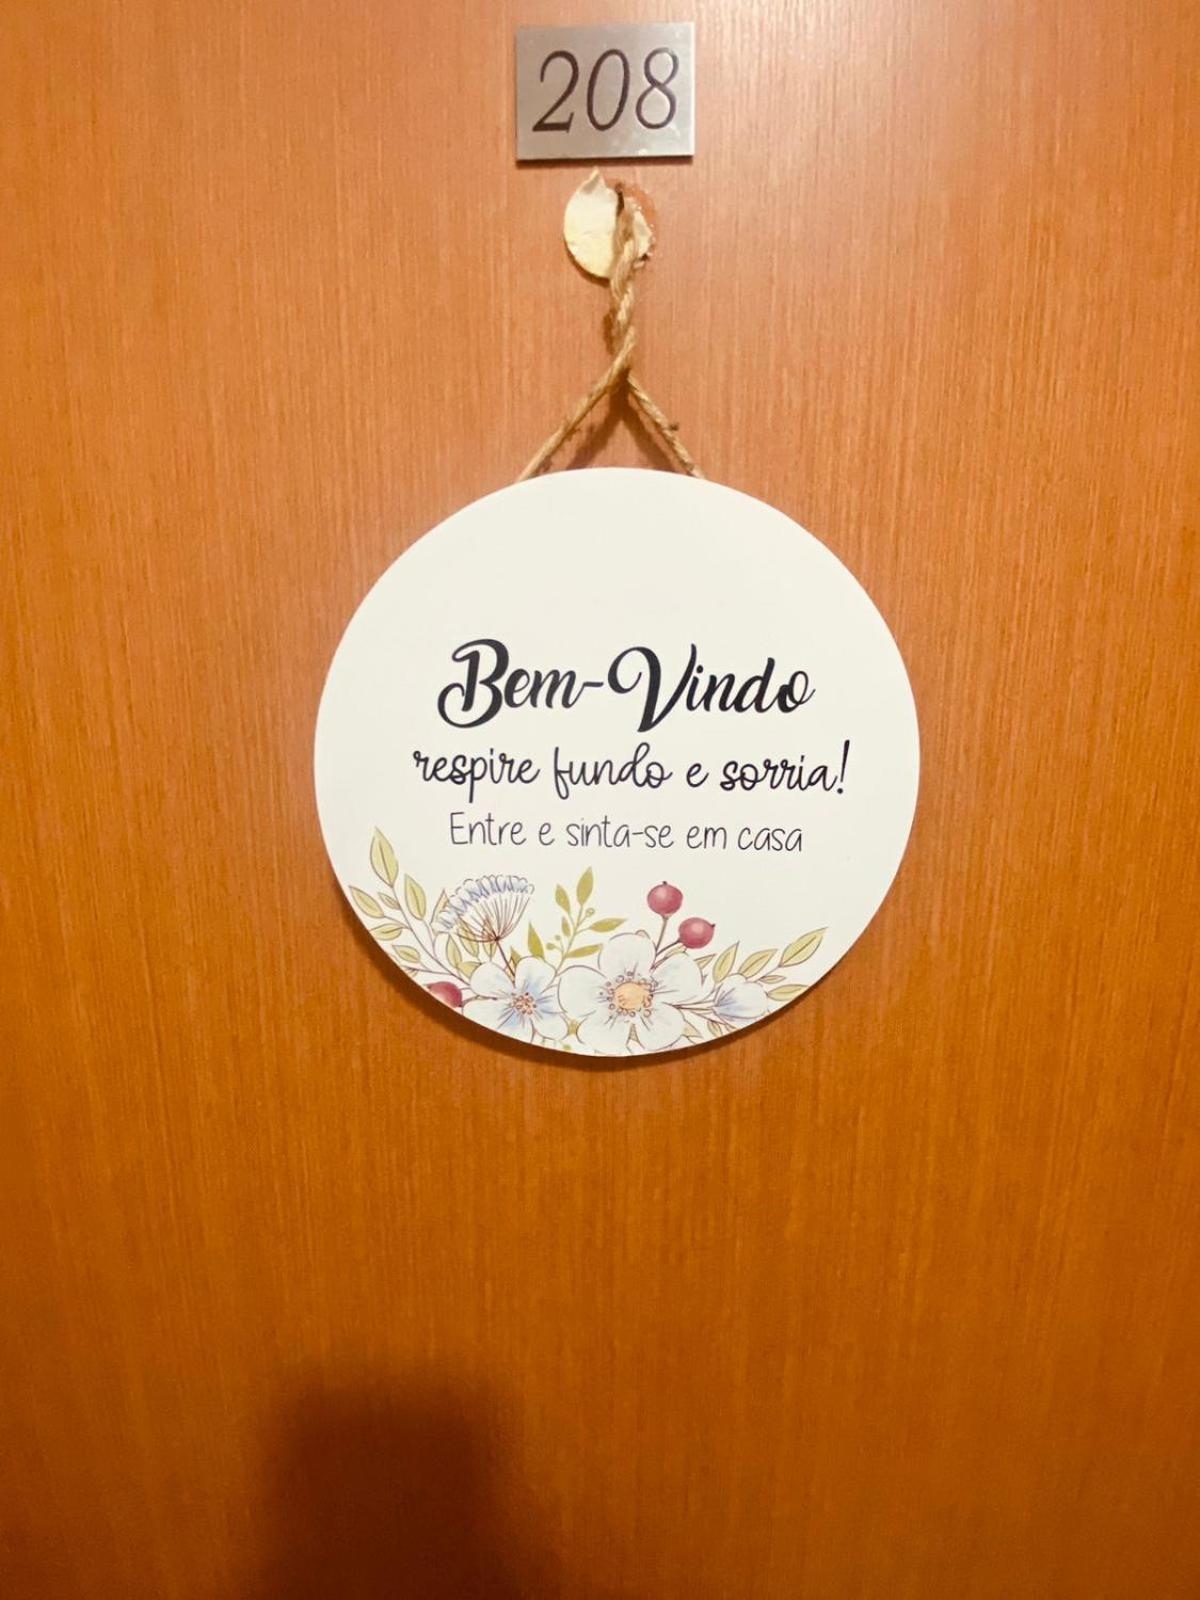 208
Bem-Vindo
respire fundo e sorria!
Entre e sinta-se em casa